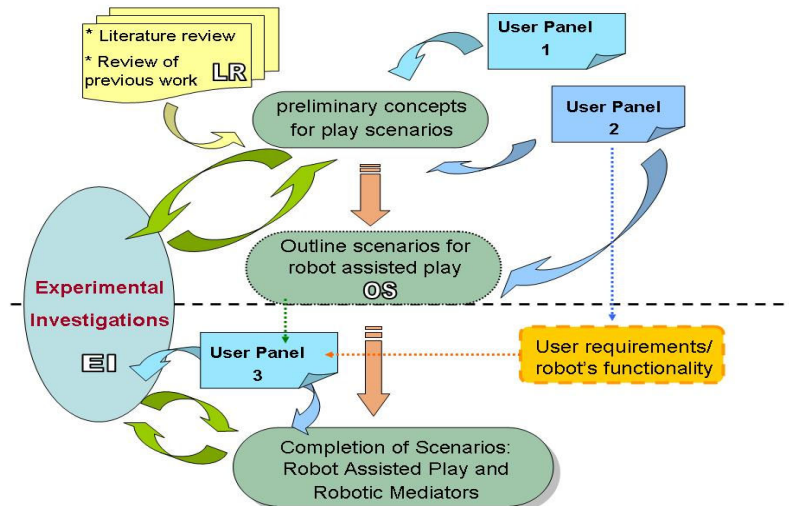 * Literature review
* Review of
previous work LR
User Panel
1
preliminary concepts
for play scenarios
User Panel
2
Outline scenarios for
robot assisted play
OS
Experimental
Investigations
EI
User Panel
3
User requirements/
robot's functionality
Completion of Scenarios:
Robot Assisted Play and
Robotic Mediators